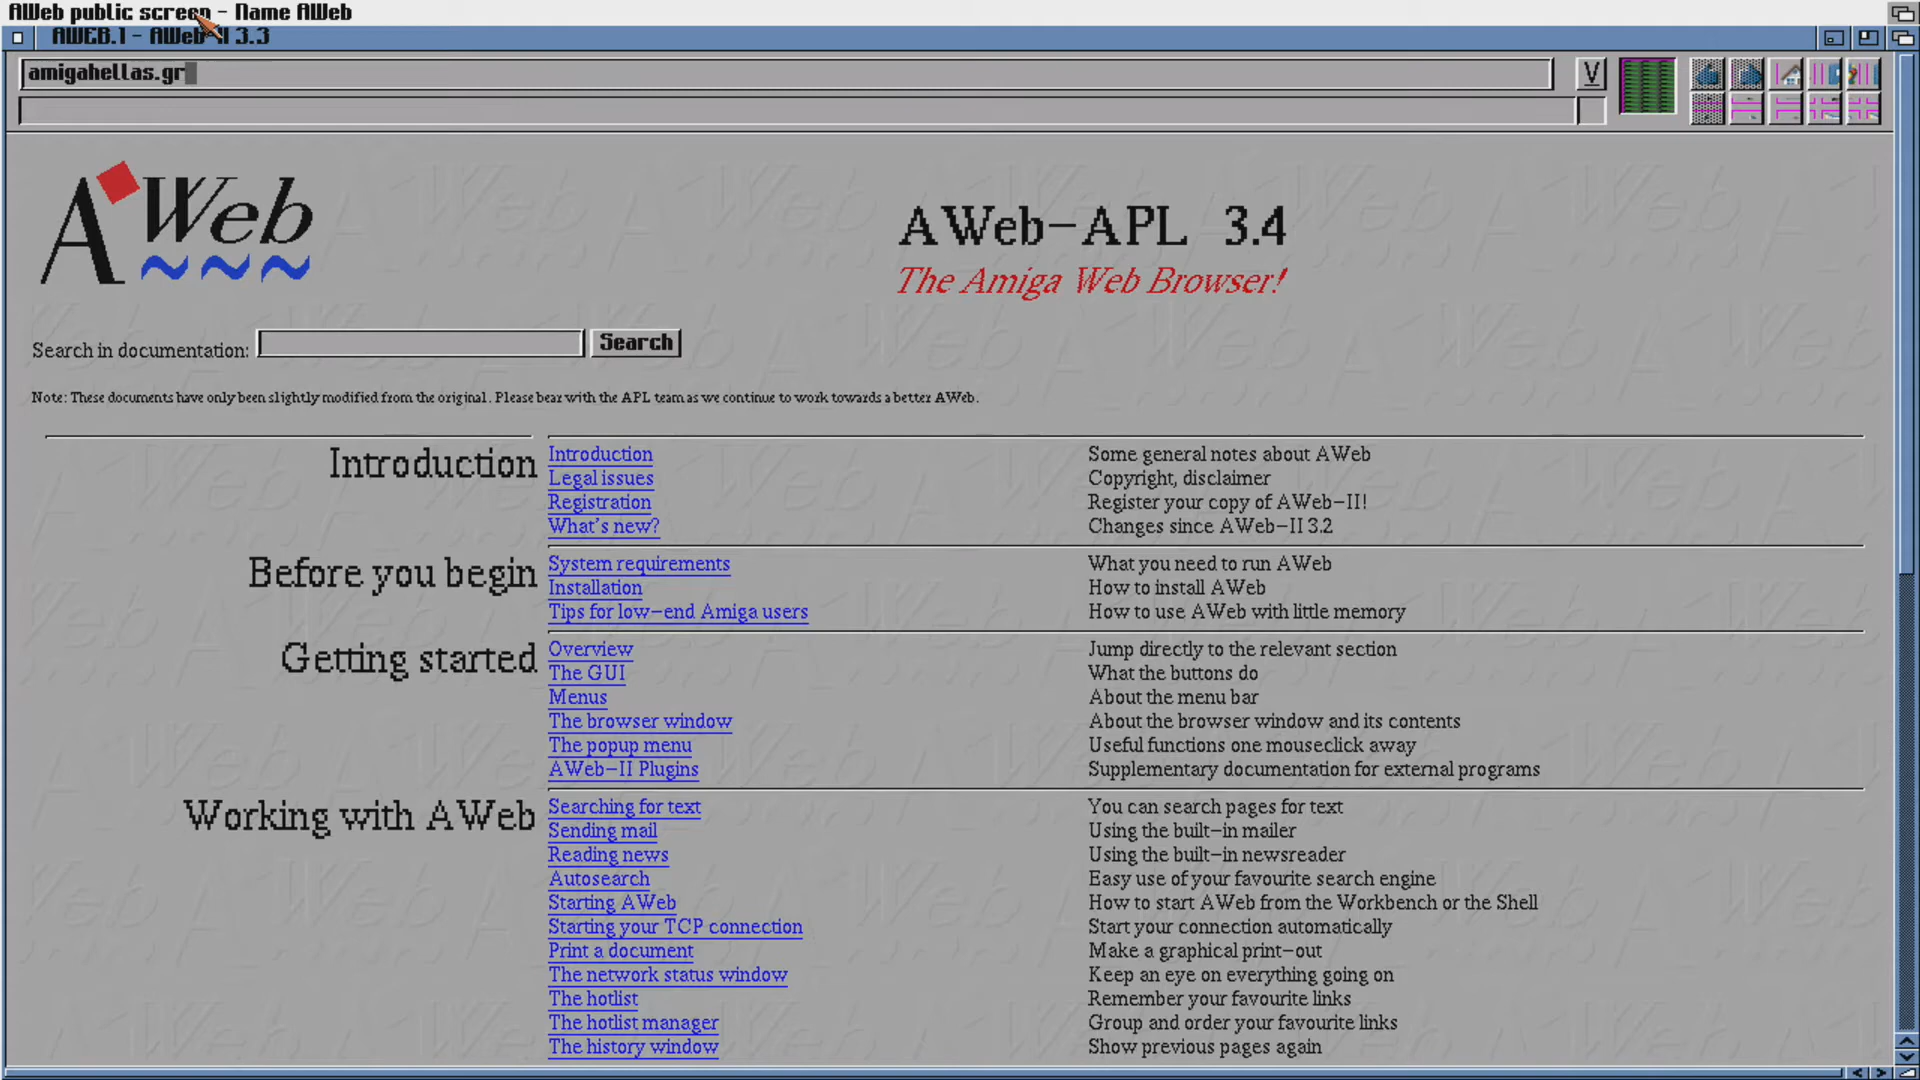 AWeb public screen - Name AWeb
AWEB.1 - AWeb-II 3.3
amigahellas.gr
V
AWeb
AWeb-APL 3.4
The Amiga Web Browser!
Search in documentation:
Search
Note: These documents have only been slightly modified from the original. Please bear with the APL team as we continue to work towards a better AWeb.
Introduction
Introduction Some general notes about AWeb
Legal issues Copyright, disclaimer
Registration Register your copy of AWeb-II!
What's new? Changes since AWeb-II 3.2
Before you begin
System requirements What you need to run AWeb
Installation How to install AWeb
Tips for low-end Amiga users How to use AWeb with little memory
Getting started
Overview Jump directly to the relevant section
The GUI What the buttons do
Menus About the menu bar
The browser window About the browser window and its contents
The popup menu Useful functions one mouseclick away
AWeb-II Plugins Supplementary documentation for external programs
Working with AWeb
Searching for text You can search pages for text
Sending mail Using the built-in mailer
Reading news Using the built-in newsreader
Autosearch Easy use of your favourite search engine
Starting AWeb How to start AWeb from the Workbench or the Shell
Starting your TCP connection Start your connection automatically
Print a document Make a graphical print-out
The network status window Keep an eye on everything going on
The hotlist Remember your favourite links
The hotlist manager Group and order your favourite links
The history window Show previous pages again